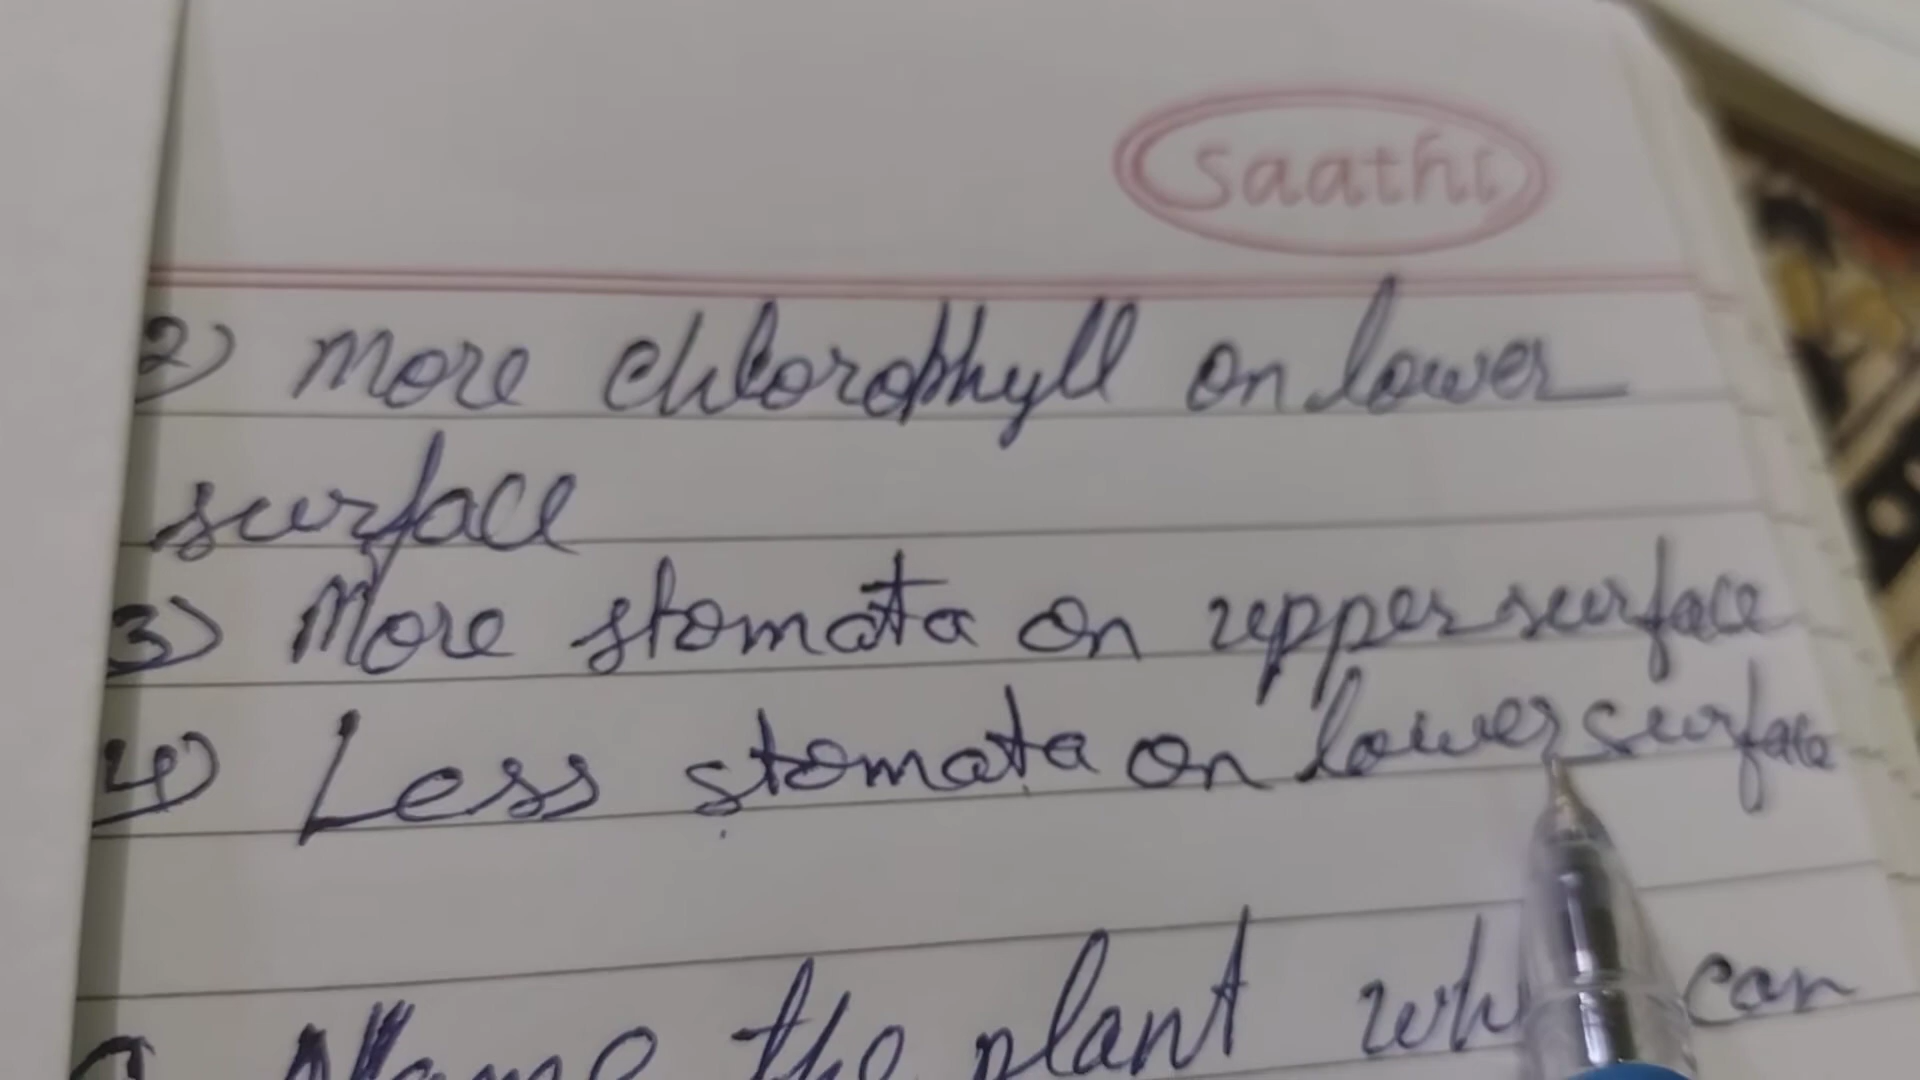 Saathi
2) More chlorophyll on lower
surface
3) More stomata on upper surface
4) Less stomata on lower surface
Name the plant can